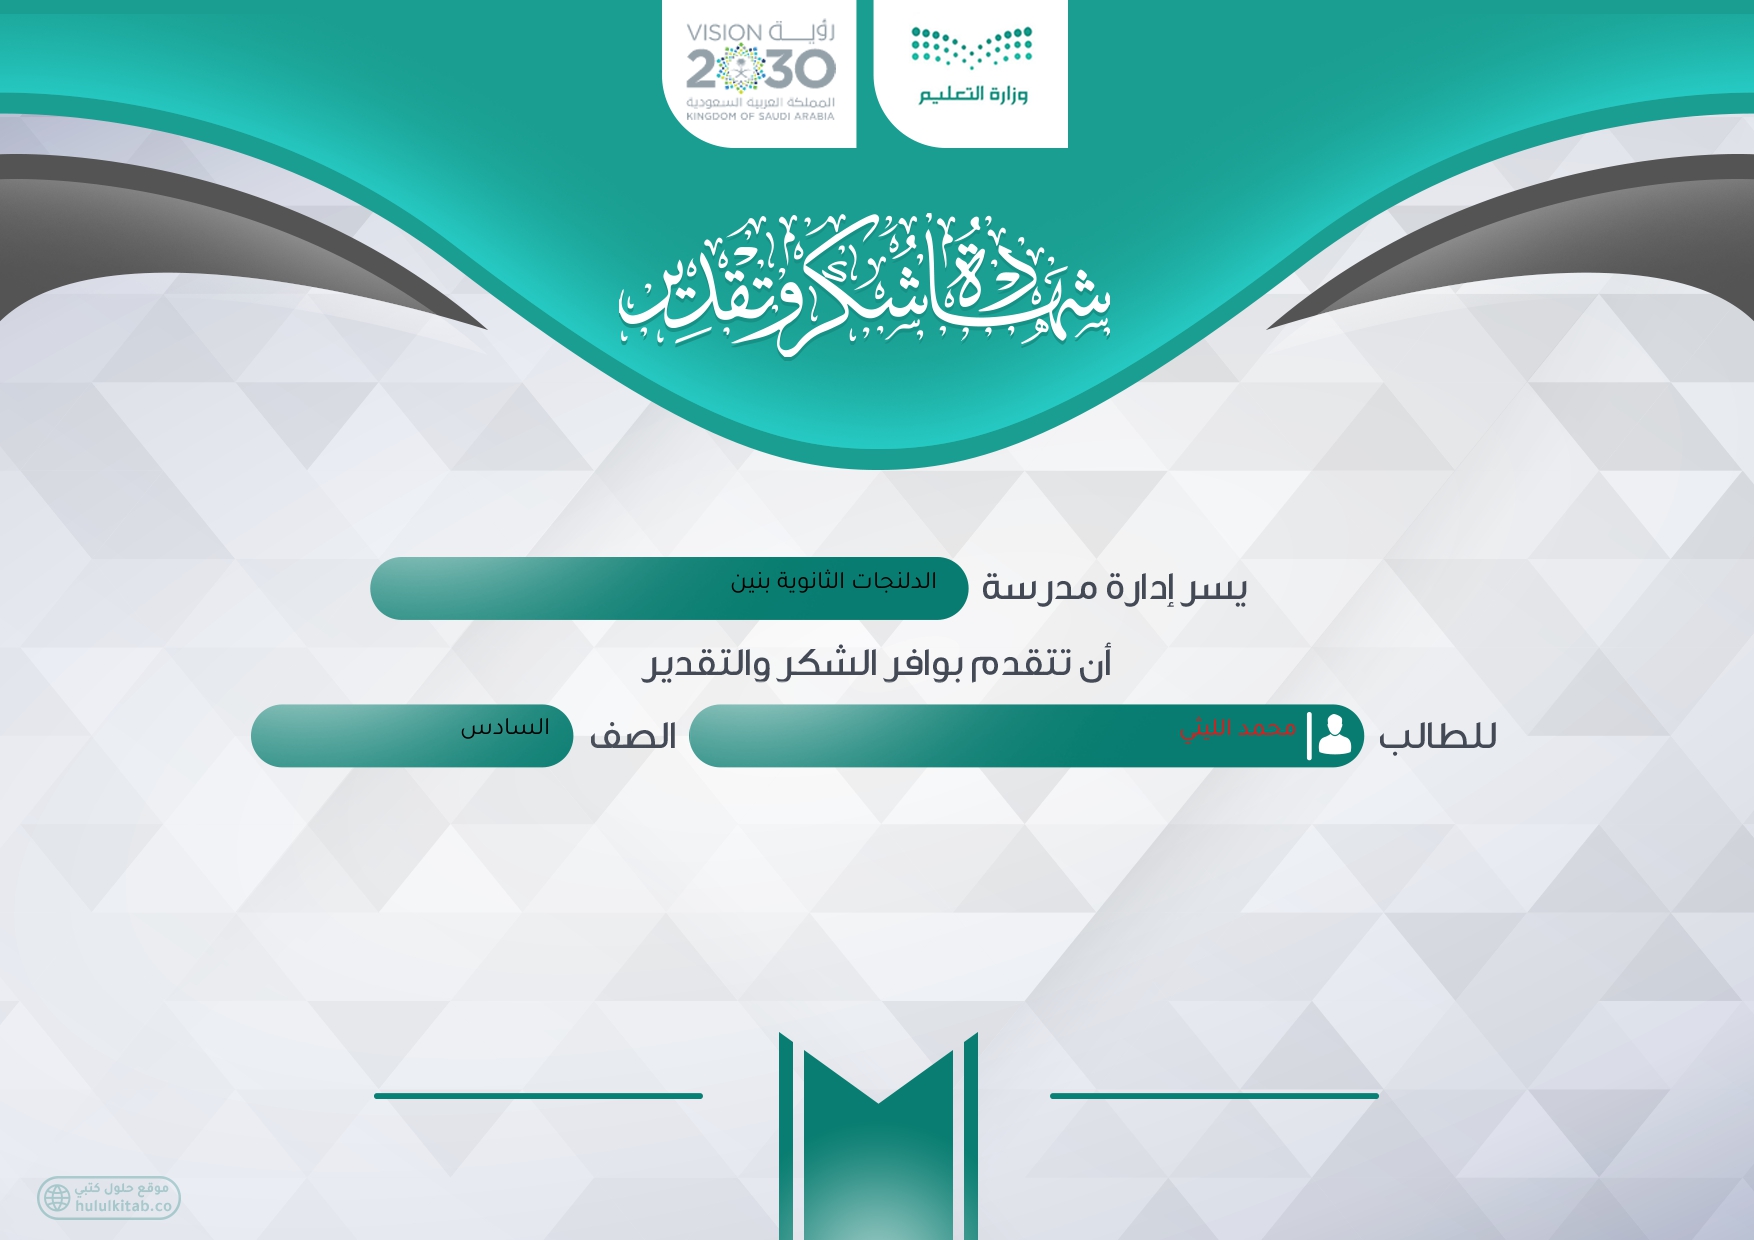 رؤيــــة VISION
2030
المملكة العربية السعودية
KINGDOM OF SAUDI ARABIA
وزارة التعليم
شهادة شكر وتقدير
يسر إدارة مدرسة الدلنجات الثانوية بنين
أن تتقدم بوافر الشكر والتقدير
للطالب محمد الليثي الصف السادس
موقع حلول كتبي
hululkitab.co